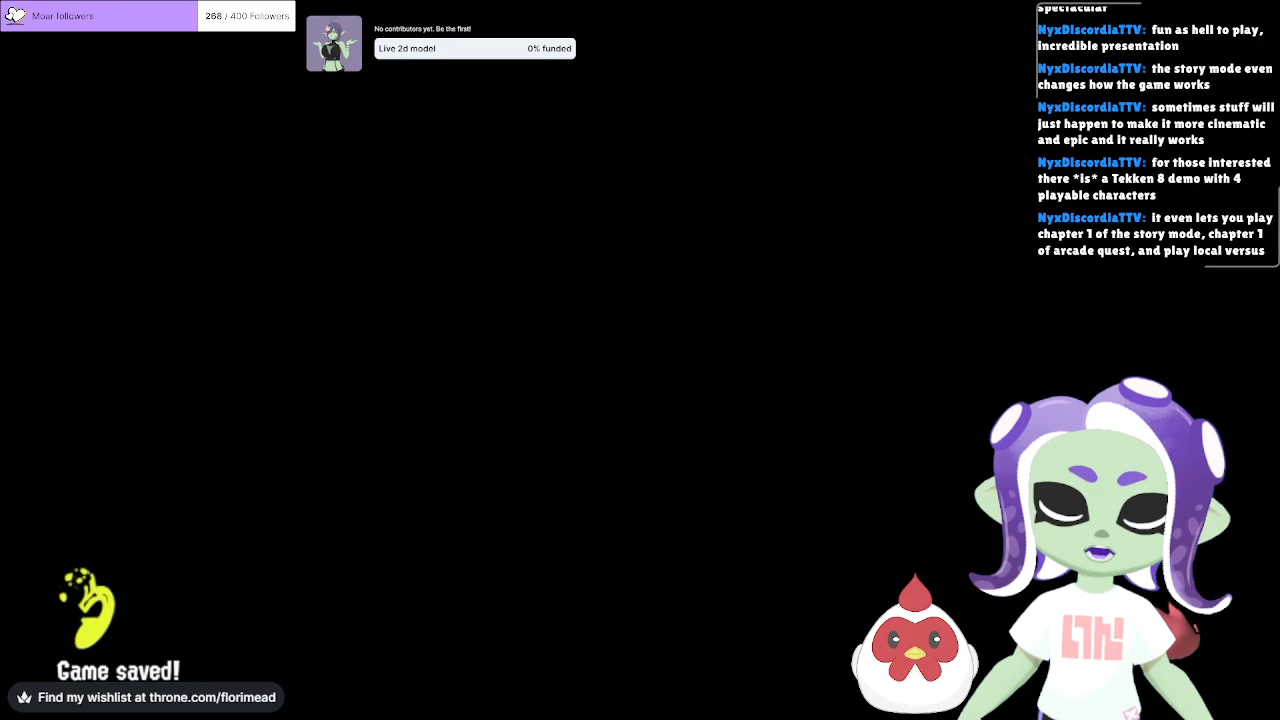 Moar followers
268 / 400 Followers
No contributors yet. Be the first!
Live 2d model
0% funded
spectacular
NyxDiscordiaTTV: fun as hell to play,
incredible presentation
NyxDiscordiaTTV: the story mode even
changes how the game works
NyxDiscordiaTTV: sometimes stuff will
just happen to make it more cinematic
and epic and it really works
NyxDiscordiaTTV: for those interested
there *is* a Tekken 8 demo with 4
playable characters
NyxDiscordiaTTV: it even lets you play
chapter 1 of the story mode, chapter 1
of arcade quest, and play local versus
Game saved!
Find my wishlist at throne.com/florimead